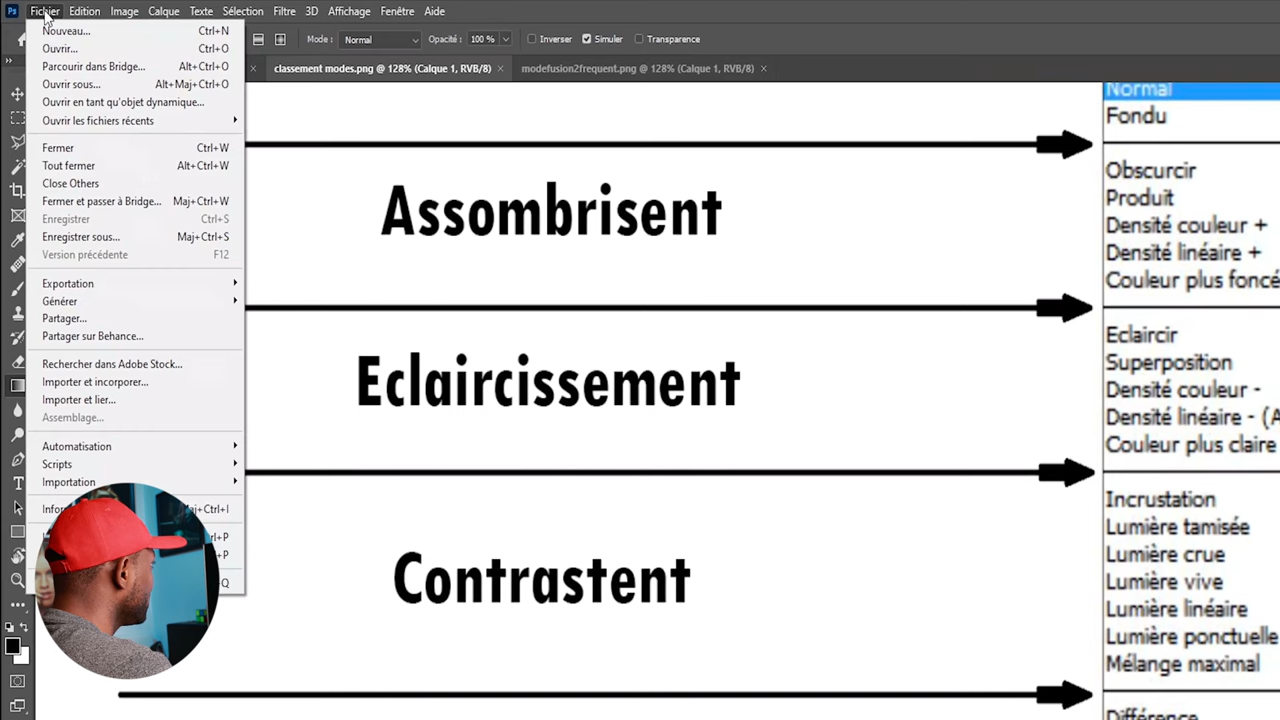 Ps Fichier Edition Image Calque Texte Sélection Filtre 3D Affichage Fenêtre Aide
Mode : Normal Opacité : 100 % Inverser Simuler Transparence
classement modes.png @ 128% (Calque 1, RVB/8) × modefusion2frequent.png @ 128% (Calque 1, RVB/8) ×
Nouveau... Ctrl+N
Ouvrir... Ctrl+O
Parcourir dans Bridge... Alt+Ctrl+O
Ouvrir sous... Alt+Maj+Ctrl+O
Ouvrir en tant qu'objet dynamique...
Ouvrir les fichiers récents
Fermer Ctrl+W
Tout fermer Alt+Ctrl+W
Close Others
Fermer et passer à Bridge... Maj+Ctrl+W
Enregistrer Ctrl+S
Enregistrer sous... Maj+Ctrl+S
Version précédente F12
Exportation
Générer
Partager...
Partager sur Behance...
Rechercher dans Adobe Stock...
Importer et incorporer...
Importer et lier...
Assemblage...
Automatisation
Scripts
Importation
Assombrisent
Eclaircissement
Contrastent
Normal
Fondu
Obscurcir
Produit
Densité couleur +
Densité linéaire +
Couleur plus foncé
Eclaircir
Superposition
Densité couleur -
Densité linéaire - (A
Couleur plus claire
Incrustation
Lumière tamisée
Lumière crue
Lumière vive
Lumière linéaire
Lumière ponctuelle
Mélange maximal
Différence